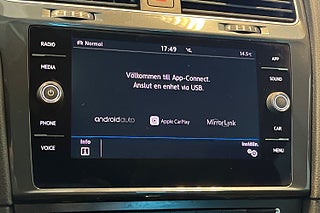 RADIO
MEDIA
PHONE
VOICE
Normal
17:49
14.5°C
Välkommen till App-Connect.
Anslut en enhet via USB.
androidauto
Apple CarPlay
MirrorLink
Info
Inställn.
APP
SOUND
CAR
MENU